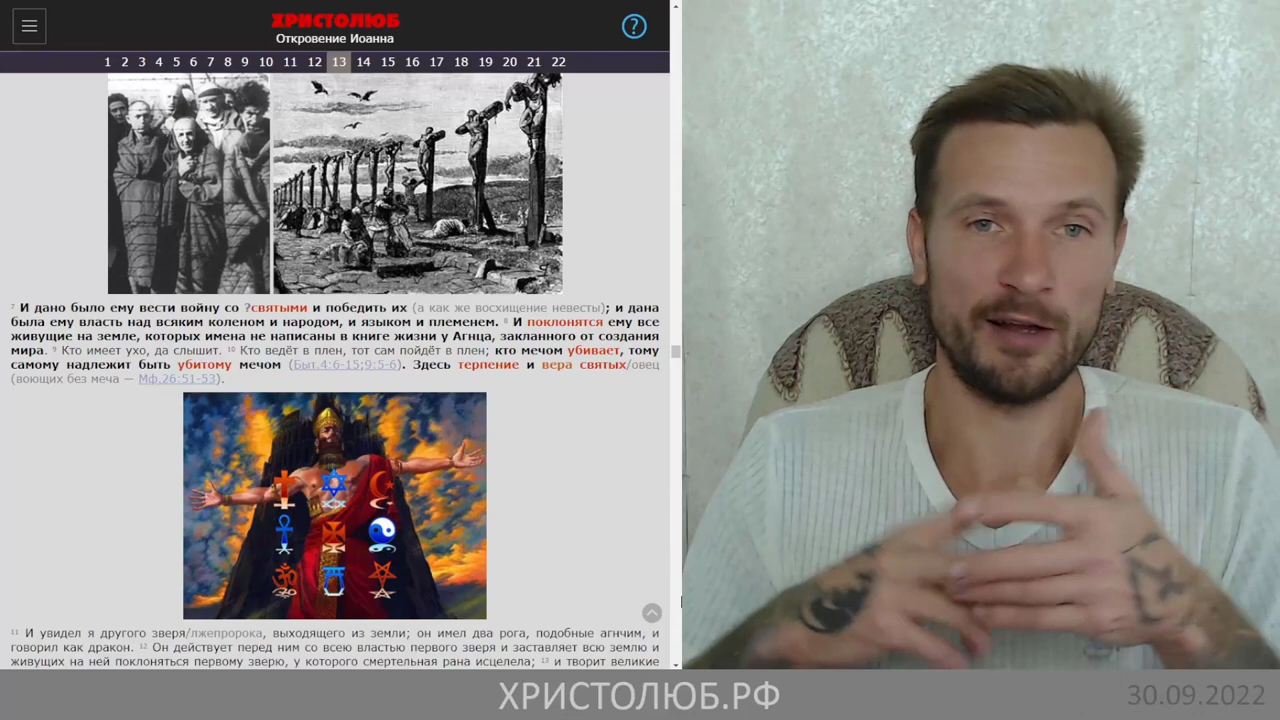 ХРИСТОЛЮБ
Откровение Иоанна
?
1 2 3 4 5 6 7 8 9 10 11 12 13 14 15 16 17 18 19 20 21 22
7 И дано было ему вести войну со ?святыми и победить их (а как же восхищение невесты); и дана
была ему власть над всяким коленом и народом, и языком и племенем. 8 И поклонятся ему все
живущие на земле, которых имена не написаны в книге жизни у Агнца, закланного от создания
мира. 9 Кто имеет ухо, да слышит. 10 Кто ведёт в плен, тот сам пойдёт в плен; кто мечом убивает, тому
самому надлежит быть убитому мечом (Быт.4:6-15;9:5-6). Здесь терпение и вера святых/овец
(воющих без меча — Мф.26:51-53).
11 И увидел я другого зверя/лжепророка, выходящего из земли; он имел два рога, подобные агнчим, и
говорил как дракон. 12 Он действует перед ним со всею властью первого зверя и заставляет всю землю и
живущих на ней поклоняться первому зверю, у которого смертельная рана исцелела; 13 и творит великие
ХРИСТОЛЮБ.РФ
30.09.2022